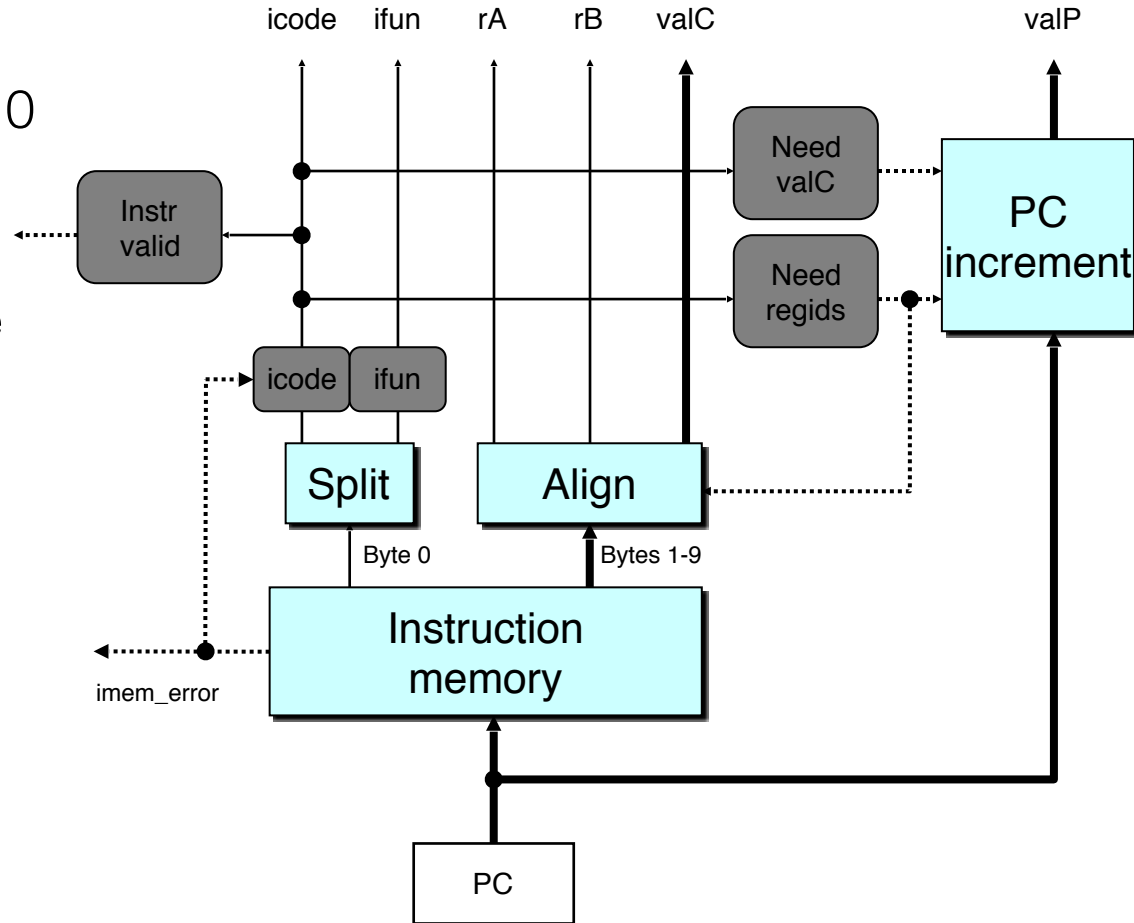 icode ifun rA rB valC valP
0
Need
valC
Instr
valid
PC
increment
Need
regids
icode ifun
Split
Align
Byte 0
Bytes 1-9
Instruction
memory
imem_error
PC